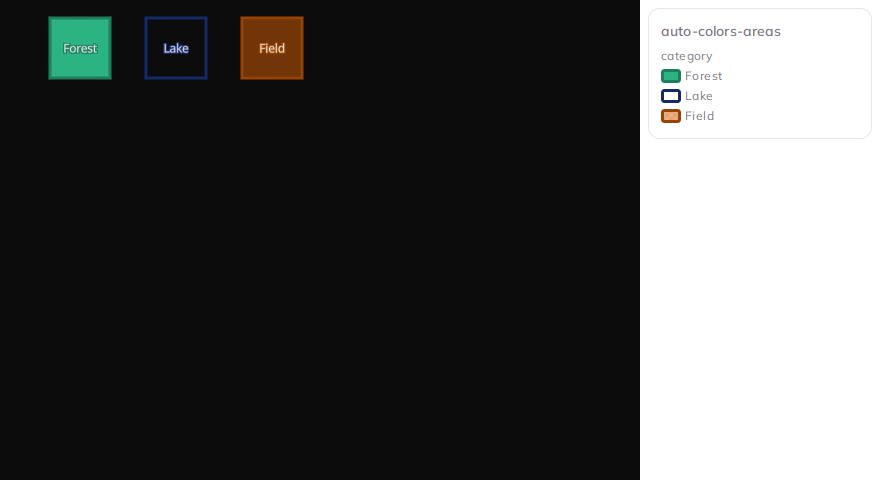 Forest
Lake
Field
auto-colors-areas
category
Forest
Lake
Field